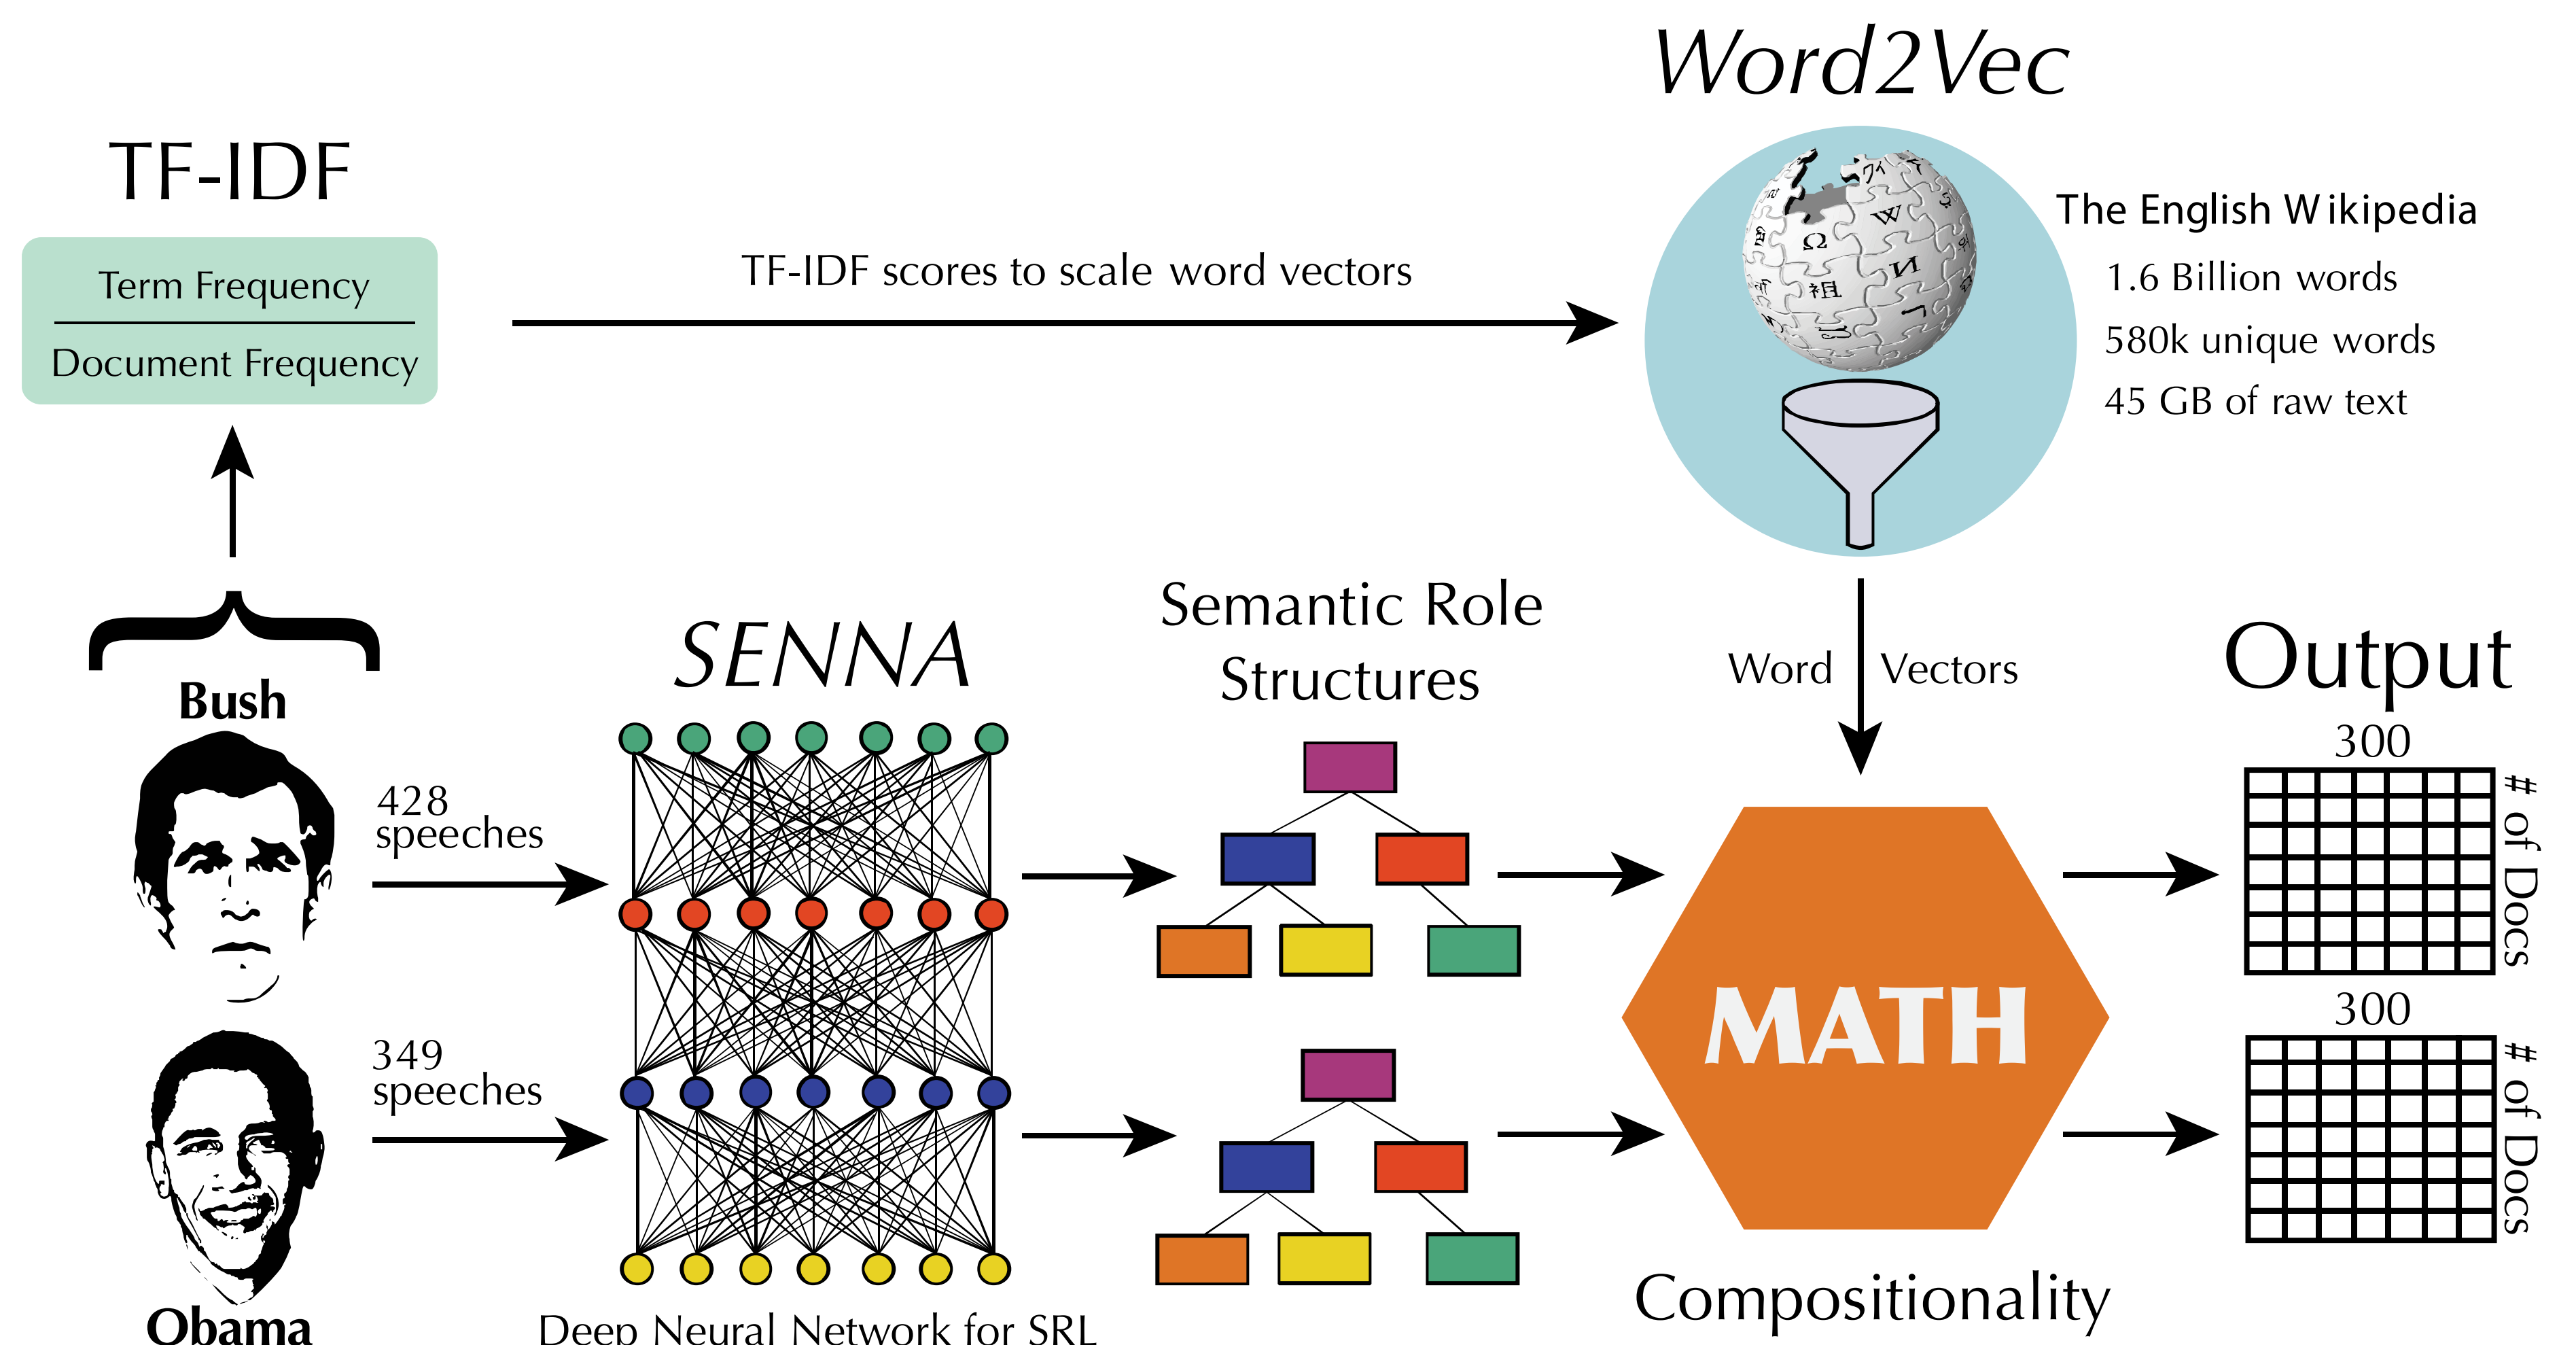 Word2Vec
TF-IDF
Term Frequency
Document Frequency
TF-IDF scores to scale word vectors
The English Wikipedia
1.6 Billion words
580k unique words
45 GB of raw text
Bush
428
speeches
349
speeches
Obama
SENNA
Deep Neural Network for SRL
Semantic Role
Structures
Word Vectors
MATH
Compositionality
Output
300
# of Docs
300
# of Docs